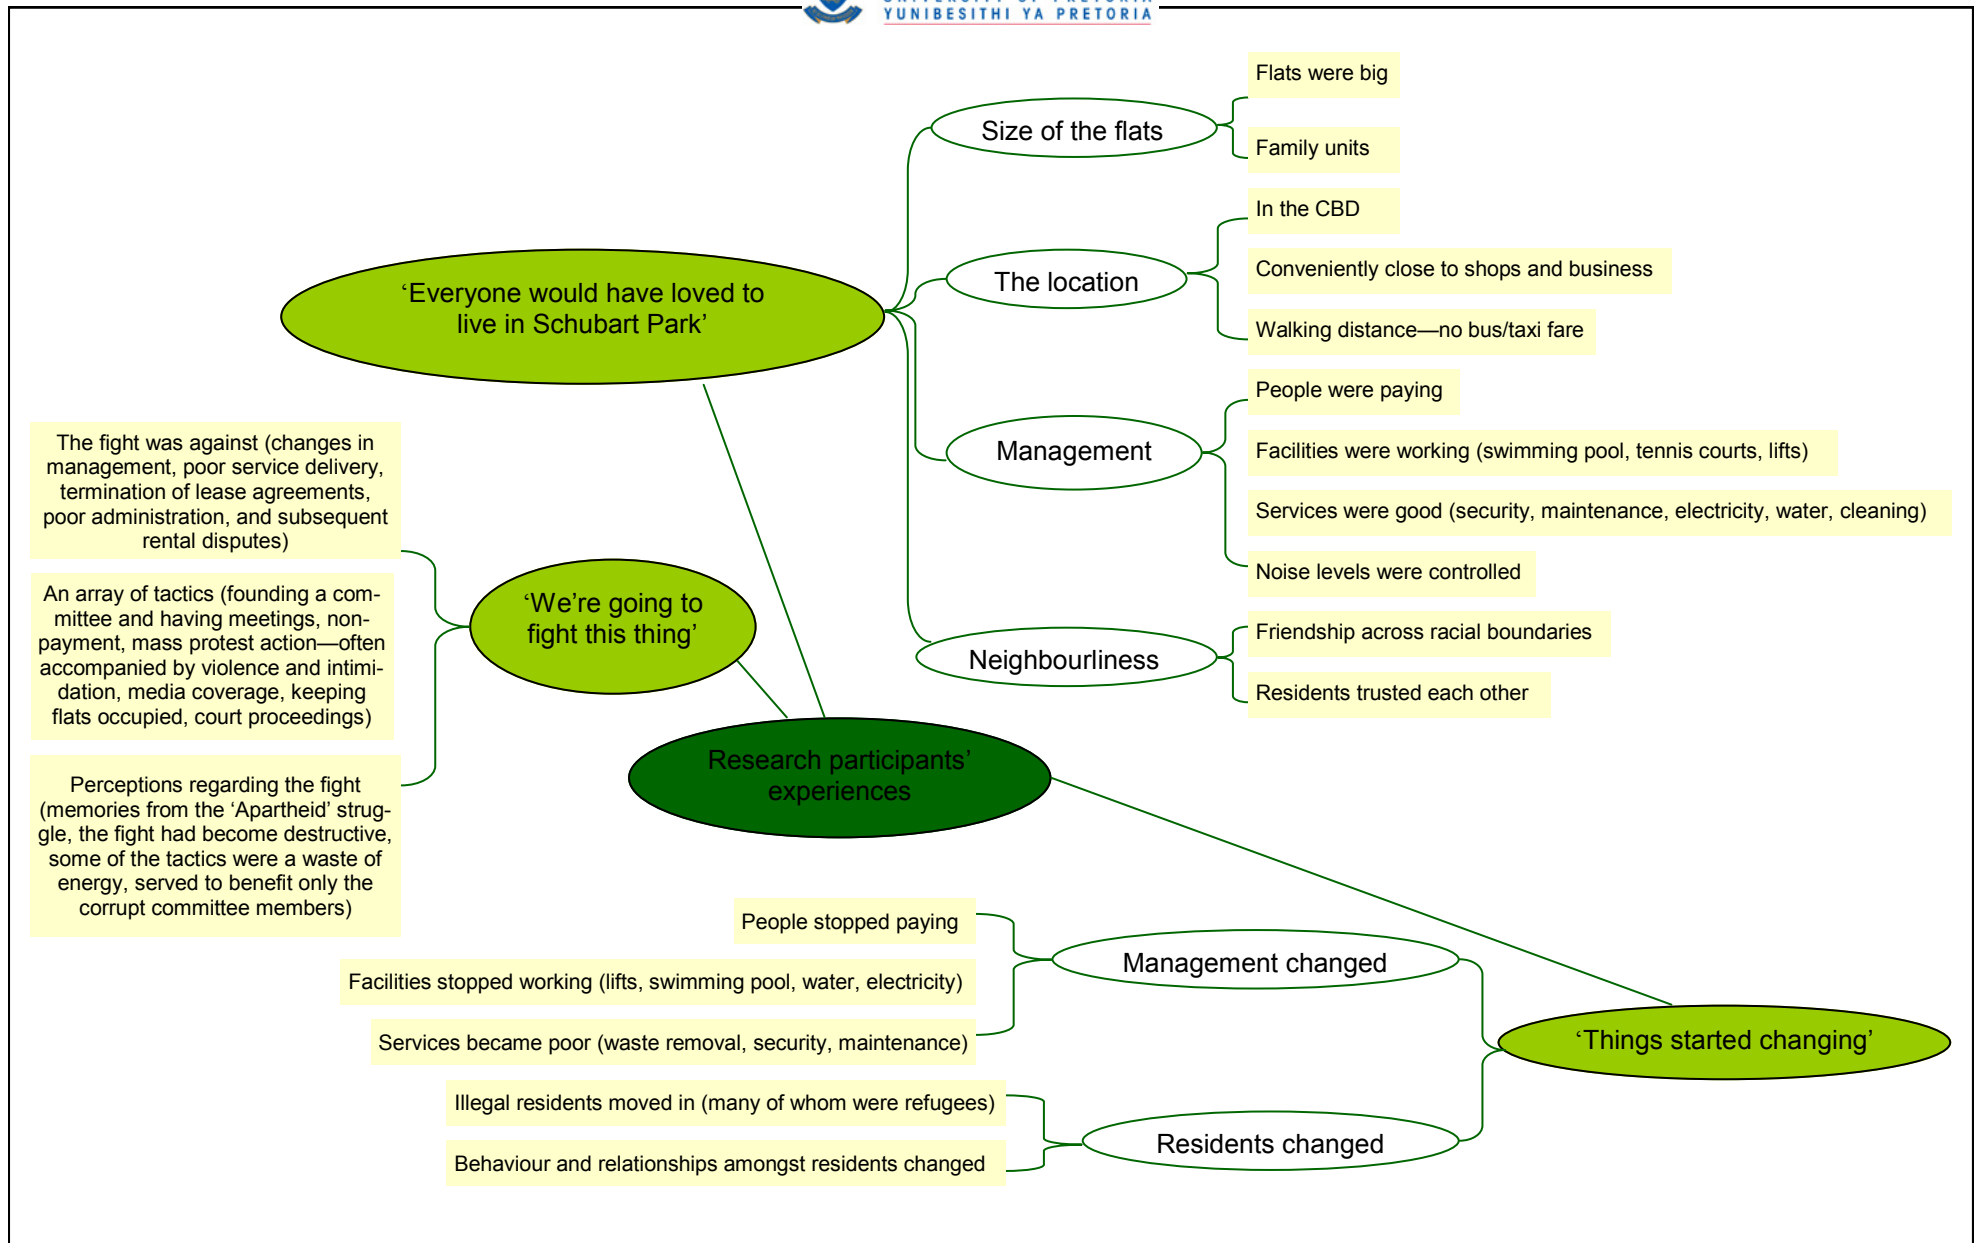 YUNIBESITHI YA PRETORIA
‘Everyone would have loved to
live in Schubart Park’
Size of the flats
Flats were big
Family units
The location
In the CBD
Conveniently close to shops and business
Walking distance—no bus/taxi fare
Management
People were paying
Facilities were working (swimming pool, tennis courts, lifts)
Services were good (security, maintenance, electricity, water, cleaning)
Noise levels were controlled
Neighbourliness
Friendship across racial boundaries
Residents trusted each other
‘We’re going to
fight this thing’
The fight was against (changes in
management, poor service delivery,
termination of lease agreements,
poor administration, and subsequent
rental disputes)
An array of tactics (founding a com-
mittee and having meetings, non-
payment, mass protest action—often
accompanied by violence and intimi-
dation, media coverage, keeping
flats occupied, court proceedings)
Perceptions regarding the fight
(memories from the ‘Apartheid’ strug-
gle, the fight had become destructive,
some of the tactics were a waste of
energy, served to benefit only the
corrupt committee members)
Research participants’
experiences
‘Things started changing’
Management changed
People stopped paying
Facilities stopped working (lifts, swimming pool, water, electricity)
Services became poor (waste removal, security, maintenance)
Residents changed
Illegal residents moved in (many of whom were refugees)
Behaviour and relationships amongst residents changed